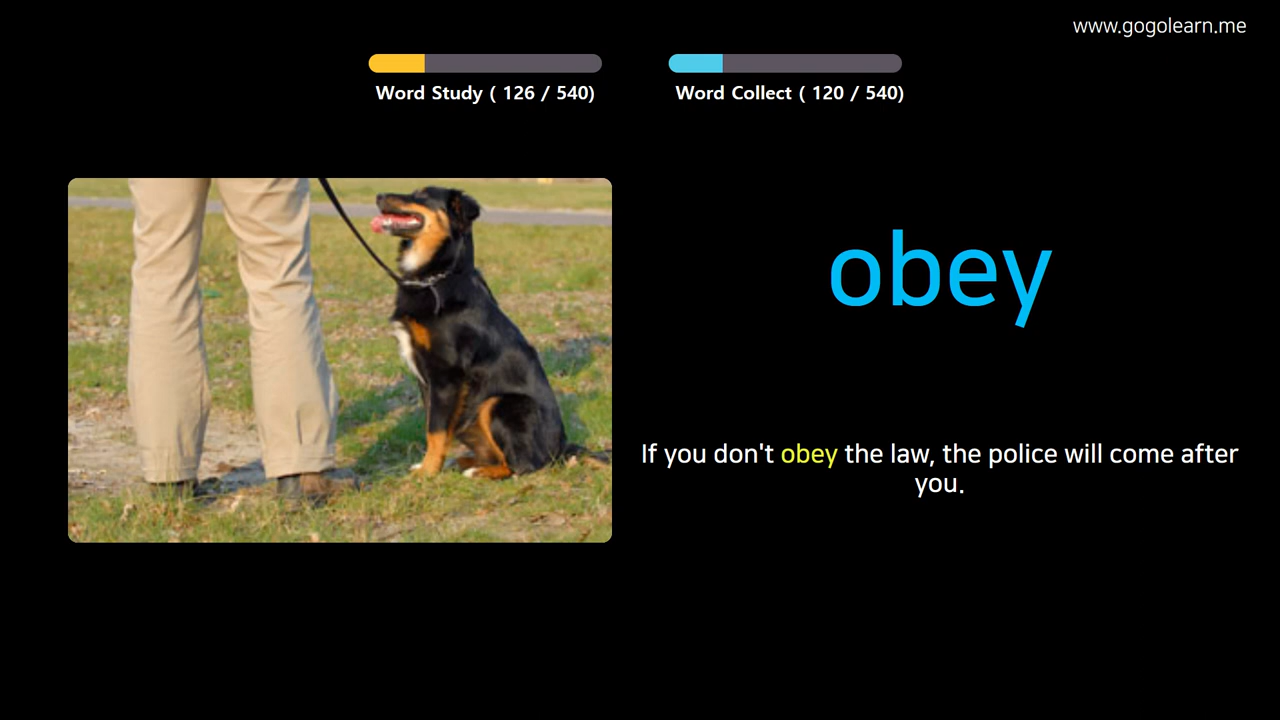 www.gogolearn.me
Word Study ( 126 / 540)
Word Collect ( 120 / 540)
obey
If you don't obey the law, the police will come after
you.